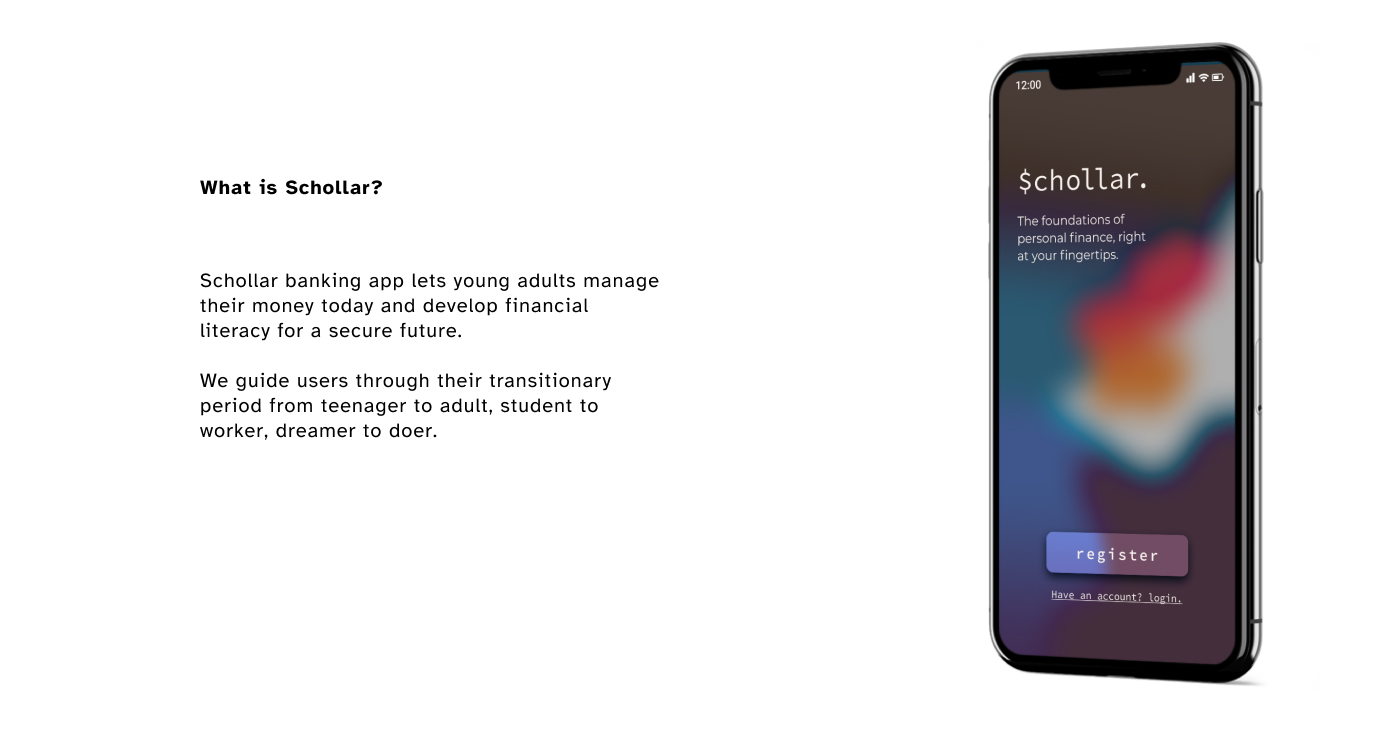 What is Schollar?
Schollar banking app lets young adults manage
their money today and develop financial
literacy for a secure future.
We guide users through their transitionary
period from teenager to adult, student to
worker, dreamer to doer.
12:00
$chollar.
The foundations of
personal finance, right
at your fingertips.
register
Have an account? login.